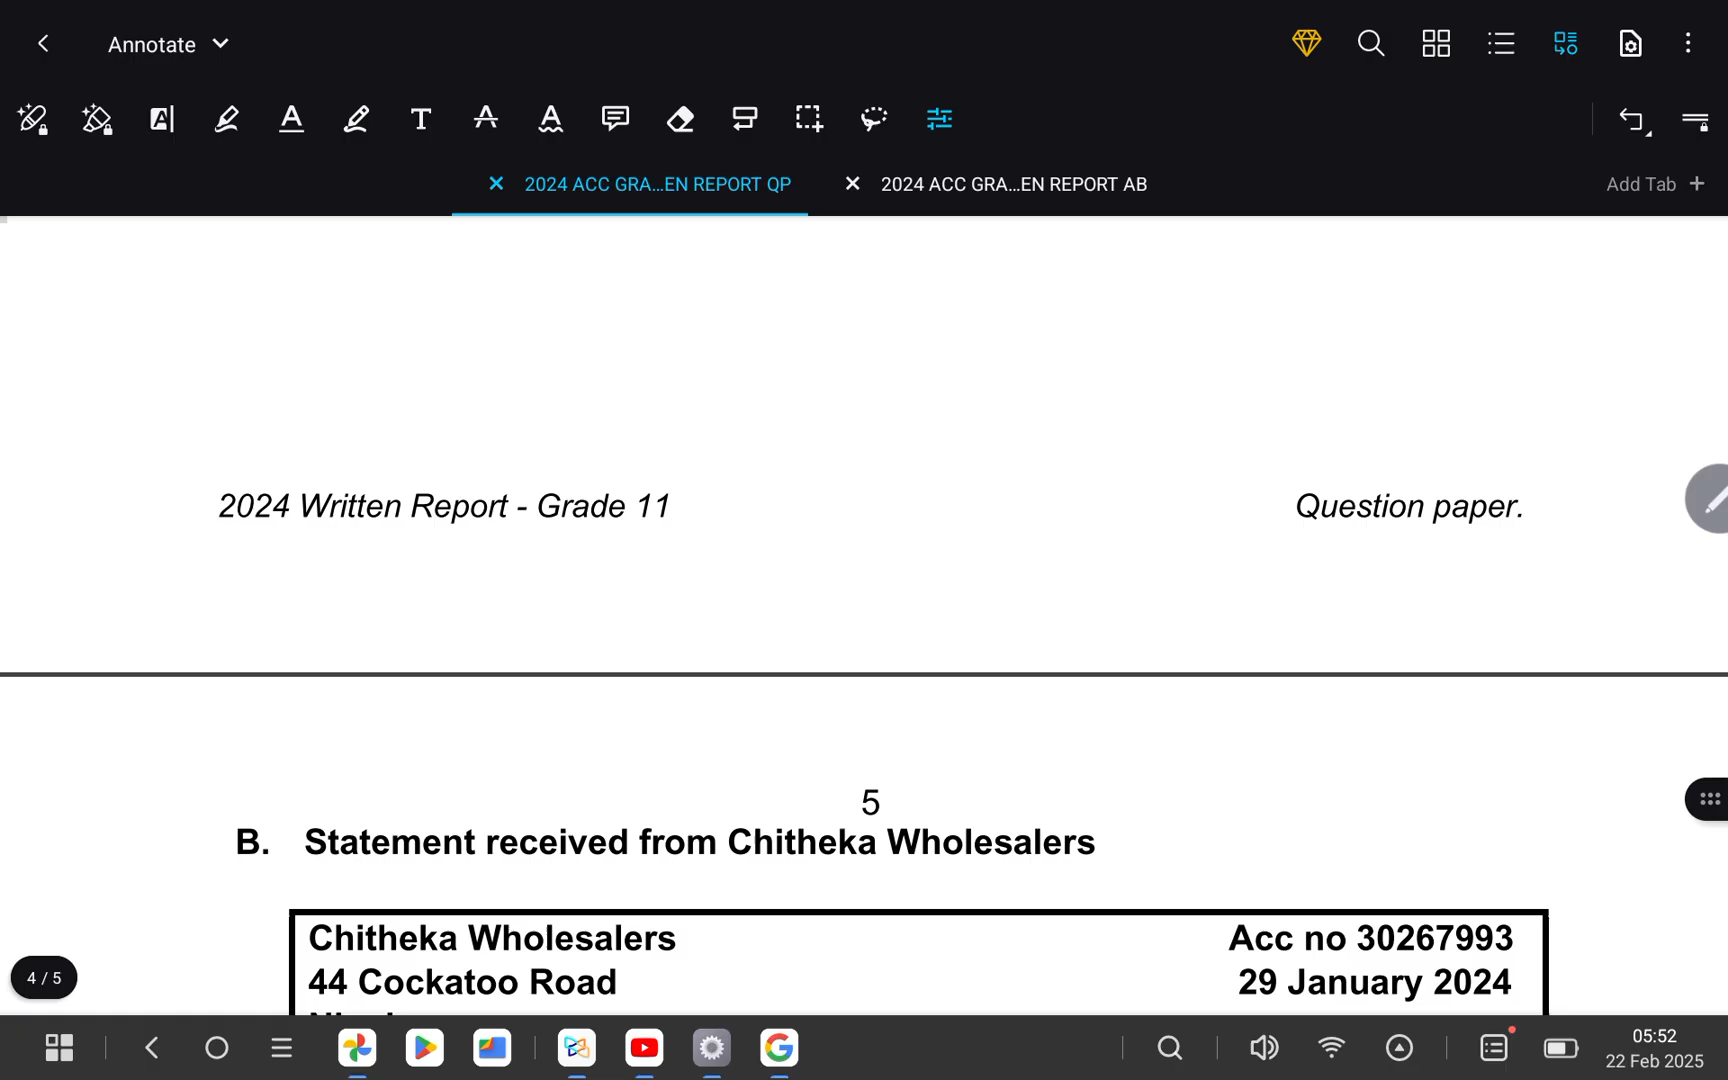 Annotate
2024 ACC GRA...EN REPORT QP
2024 ACC GRA...EN REPORT AB
Add Tab +
2024 Written Report - Grade 11
Question paper.
5
B. Statement received from Chitheka Wholesalers
Chitheka Wholesalers
Acc no 30267993
44 Cockatoo Road
29 January 2024
4 / 5
05:52
22 Feb 2025